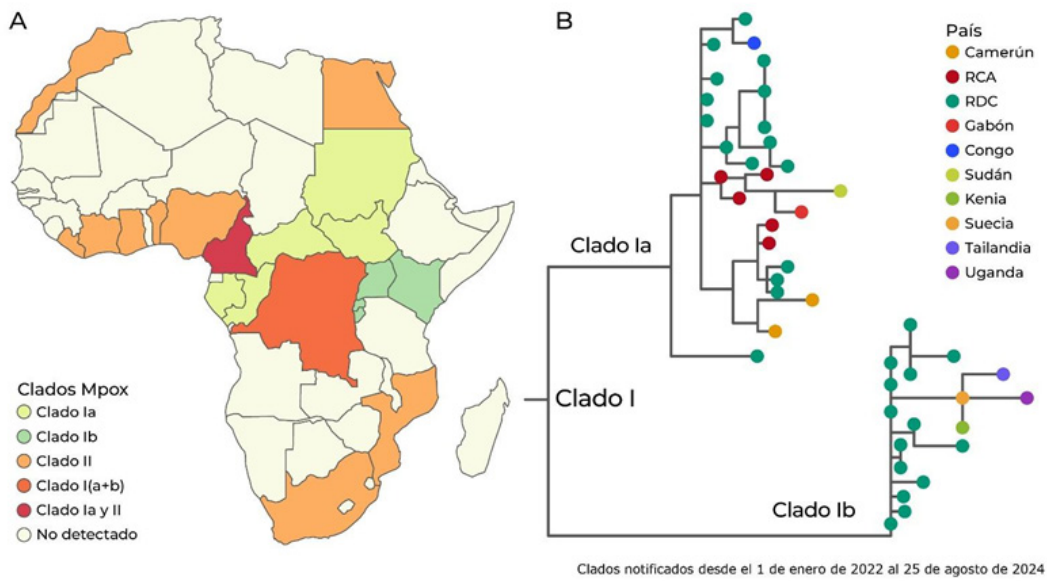 A
Clados Mpox
Clado Ia
Clado Ib
Clado II
Clado I(a+b)
Clado Ia y II
No detectado
B
País
Camerún
RCA
RDC
Gabón
Congo
Sudán
Kenia
Suecia
Tailandia
Uganda
Clado Ia
Clado I
Clado Ib
Clados notificados desde el 1 de enero de 2022 al 25 de agosto de 2024